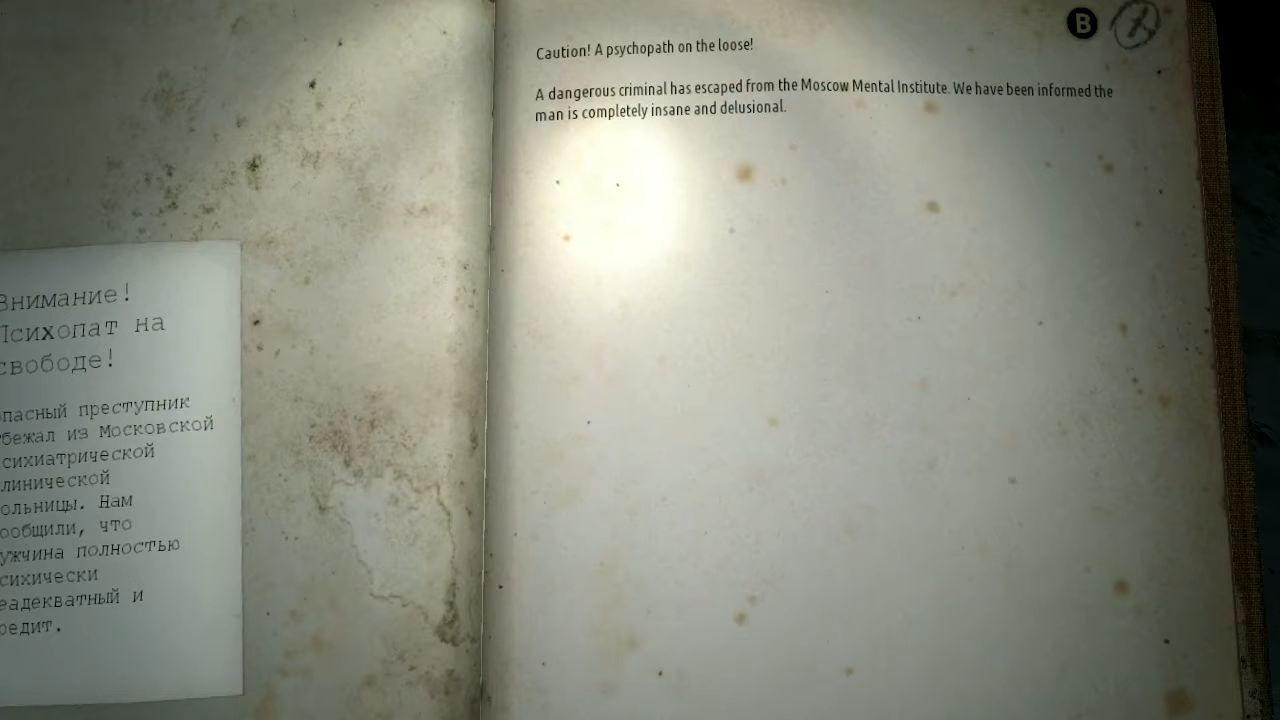 Внимание!
Психопат на
свободе!
пасный преступник
бежал из Московской
сихиатрической
линической
ольницы. Нам
ообщили, что
ужчина полностью
сихически
еадекватный и
редит.
B
Caution! A psychopath on the loose!
A dangerous criminal has escaped from the Moscow Mental Institute. We have been informed the
man is completely insane and delusional.